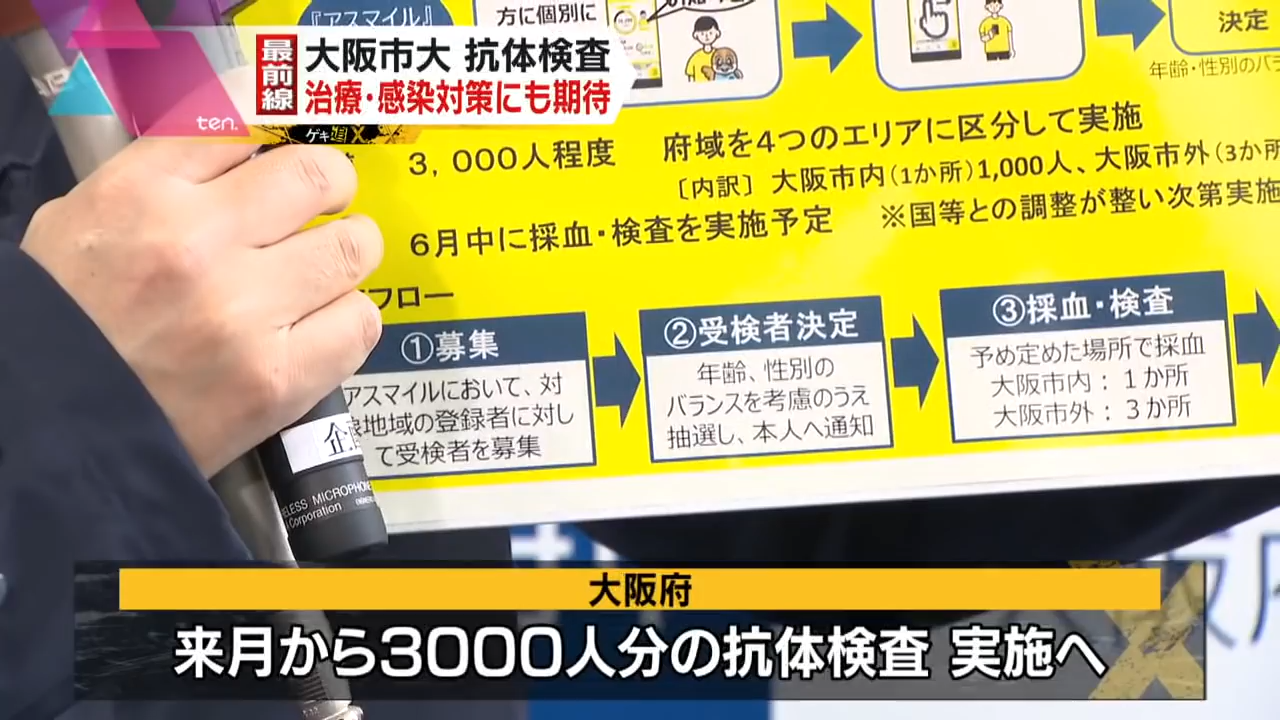 『アスマイル』
方に個別に
最前線
大阪市大 抗体検査
治療・感染対策にも期待
ten.
ゲキ追X
決定
年齢・性別のバラ
3,000人程度
府域を4つのエリアに区分して実施
〔内訳〕大阪市内(1か所)1,000人、大阪市外(3か所
6月中に採血・検査を実施予定
※国等との調整が整い次第実施
フロー
①募集
アスマイルにおいて、対
地域の登録者に対し
て受検者を募集
②受検者決定
年齢、性別の
バランスを考慮のうえ
抽選し、本人へ通知
③採血・検査
予め定めた場所で採血
大阪市内：1か所
大阪市外：3か所
企
ELESS MICROPHONE
Corporation
大阪府
来月から3000人分の抗体検査 実施へ